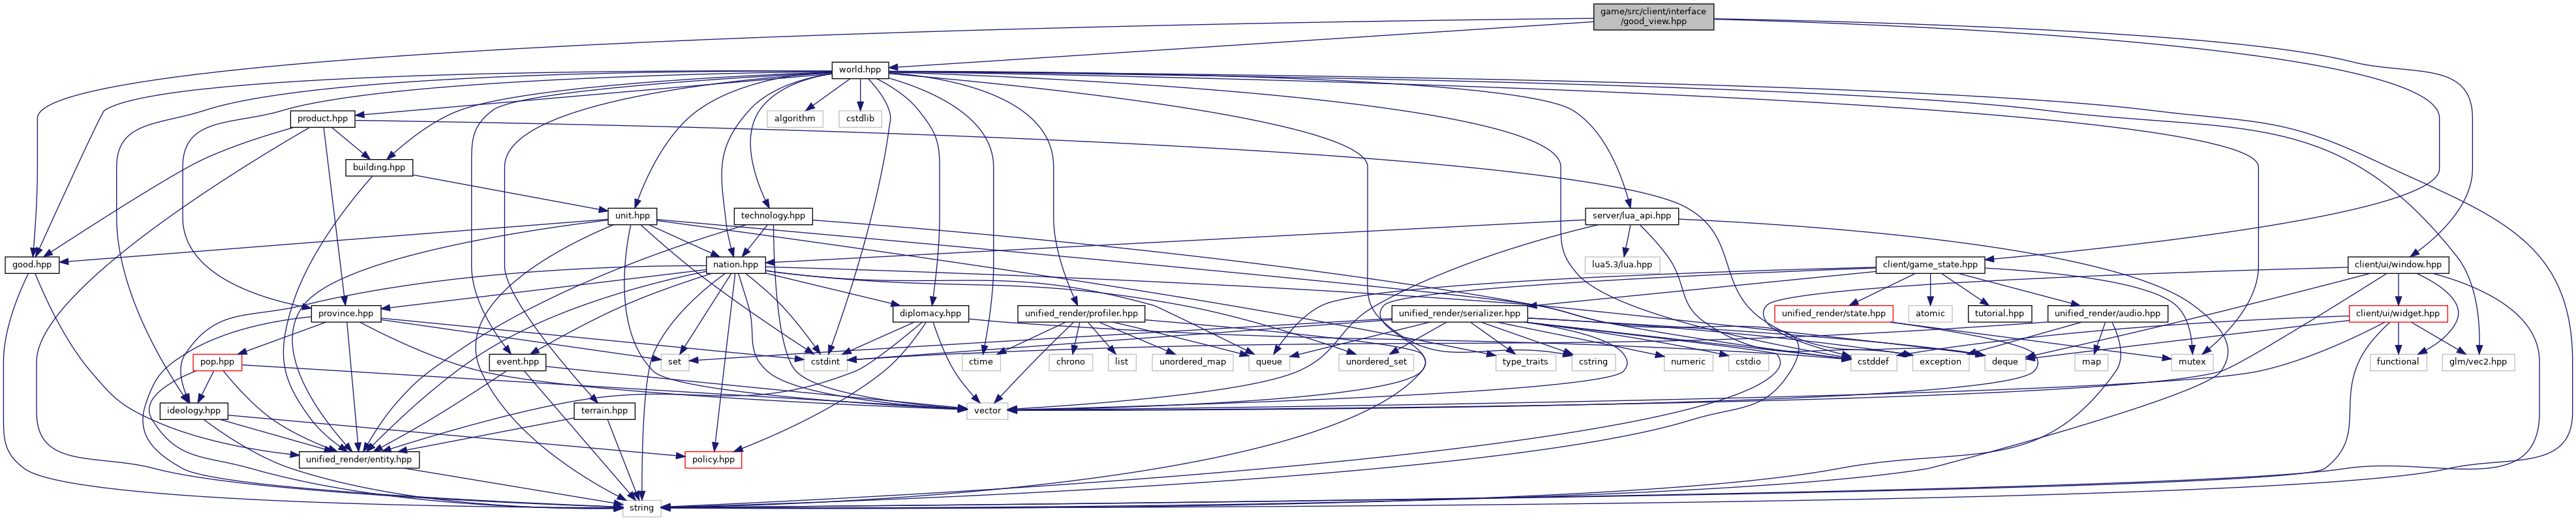 game/src/client/interface
/good_view.hpp
world.hpp
product.hpp
algorithm
cstdlib
building.hpp
unit.hpp
technology.hpp
server/lua_api.hpp
good.hpp
nation.hpp
lua5.3/lua.hpp
client/game_state.hpp
client/ui/window.hpp
province.hpp
diplomacy.hpp
unified_render/profiler.hpp
unified_render/serializer.hpp
unified_render/state.hpp
atomic
tutorial.hpp
unified_render/audio.hpp
client/ui/widget.hpp
pop.hpp
event.hpp
set
cstdint
ctime
chrono
list
unordered_map
queue
unordered_set
type_traits
cstring
numeric
cstdio
cstddef
exception
deque
map
mutex
functional
glm/vec2.hpp
ideology.hpp
terrain.hpp
vector
unified_render/entity.hpp
policy.hpp
string